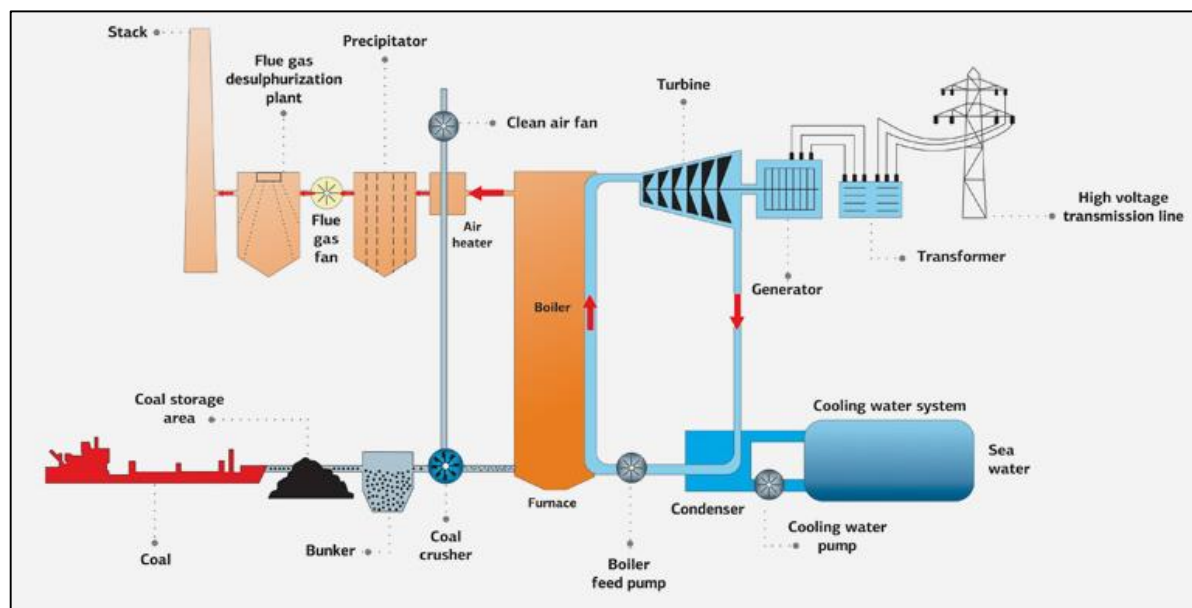 Stack
Flue gas
desulphurization
plant
Precipitator
Clean air fan
Turbine
Flue
gas
fan
Air
heater
High voltage
transmission line
Transformer
Generator
Boiler
Coal storage
area
Cooling water system
Sea
water
Coal
Bunker
Coal
crusher
Furnace
Boiler
feed pump
Condenser
Cooling water
pump